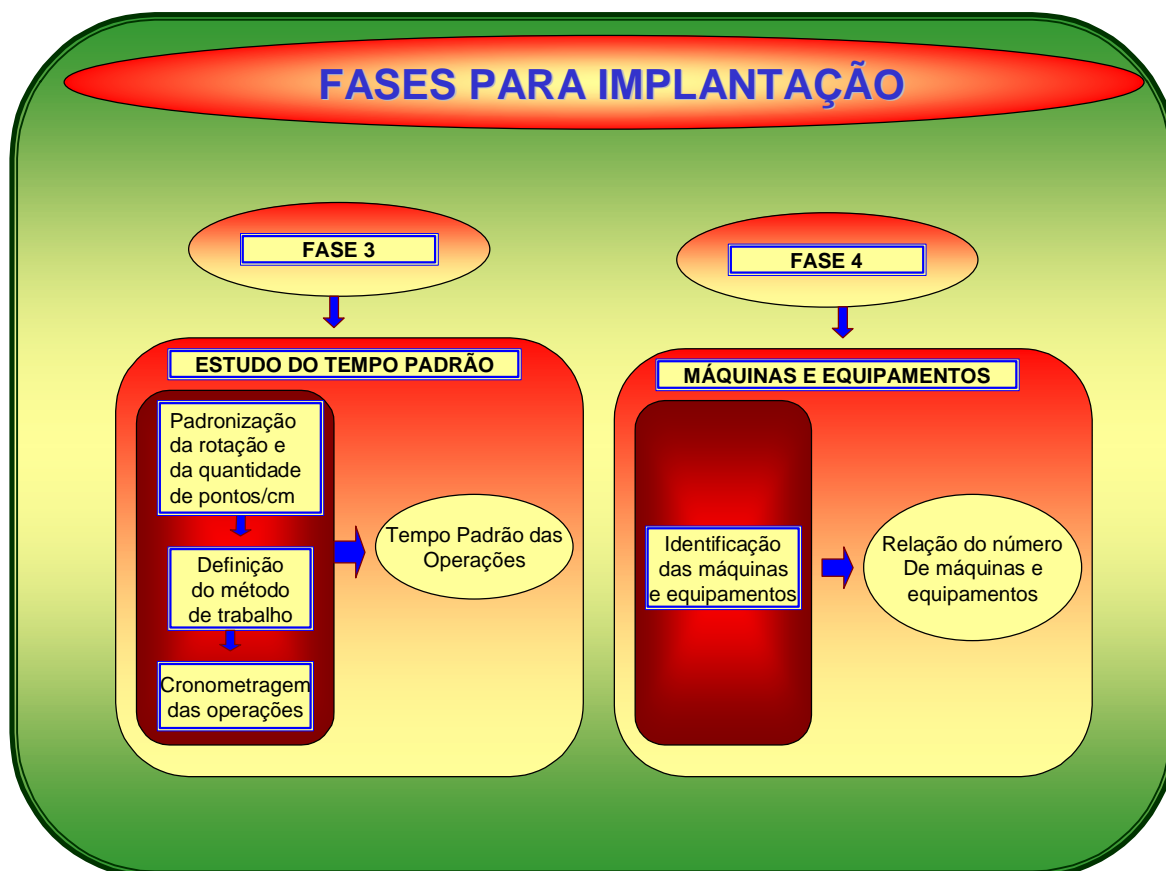 FASES PARA IMPLANTAÇÃO
FASE 3
ESTUDO DO TEMPO PADRÃO
Padronização
da rotação e
da quantidade
de pontos/cm
Definição
do método
de trabalho
Cronometragem
das operações
Tempo Padrão das
Operações
FASE 4
MÁQUINAS E EQUIPAMENTOS
Identificação
das máquinas
e equipamentos
Relação do número
De máquinas e
equipamentos